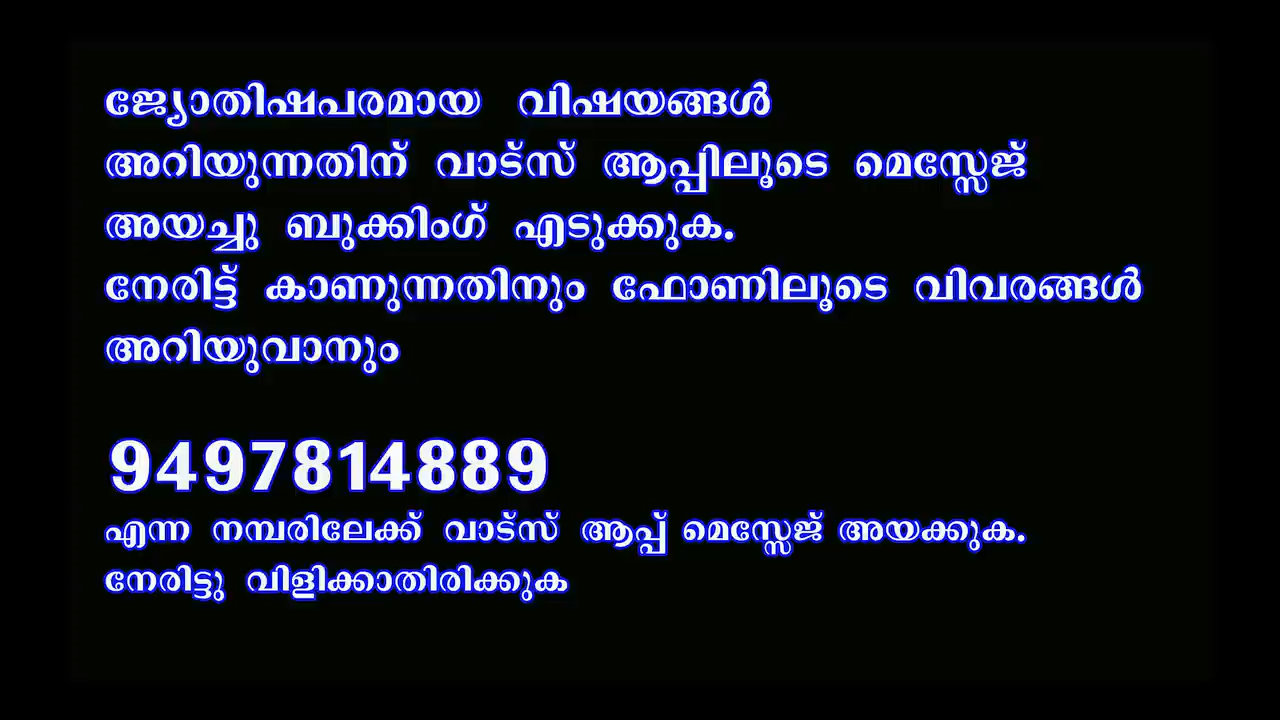 ജ്യോതിഷപരമായ വിഷയങ്ങൾ
അറിയുന്നതിന് വാട്സ് ആപ്പിലൂടെ മെസ്സേജ്
അയച്ചു ബുക്കിംഗ് എടുക്കുക.
നേരിട്ട് കാണുന്നതിനും ഫോണിലൂടെ വിവരങ്ങൾ
അറിയുവാനും
9497814889
എന്ന നമ്പരിലേക്ക് വാട്സ് ആപ്പ് മെസ്സേജ് അയക്കുക.
നേരിട്ടു വിളിക്കാതിരിക്കുക